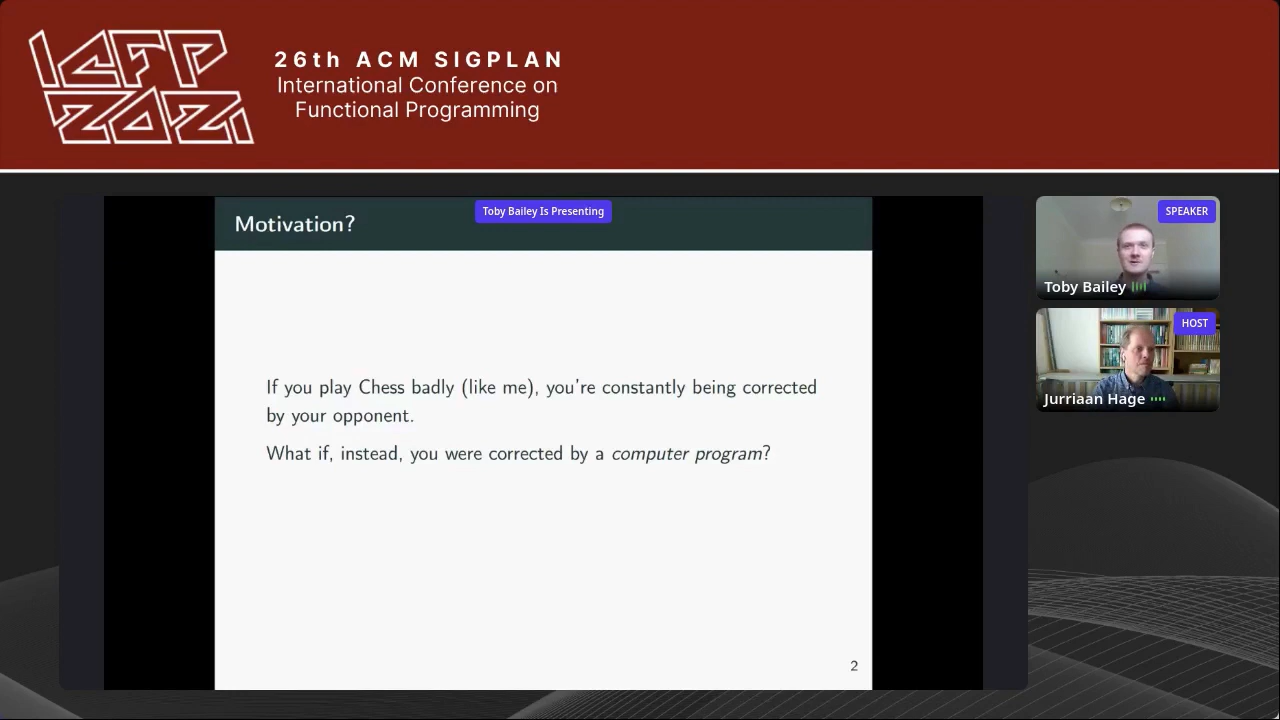 ICFP
2021
26th ACM SIGPLAN
International Conference on
Functional Programming
Motivation?
Toby Bailey Is Presenting
If you play Chess badly (like me), you're constantly being corrected
by your opponent.
What if, instead, you were corrected by a computer program?
2
SPEAKER
Toby Bailey
HOST
Jurriaan Hage